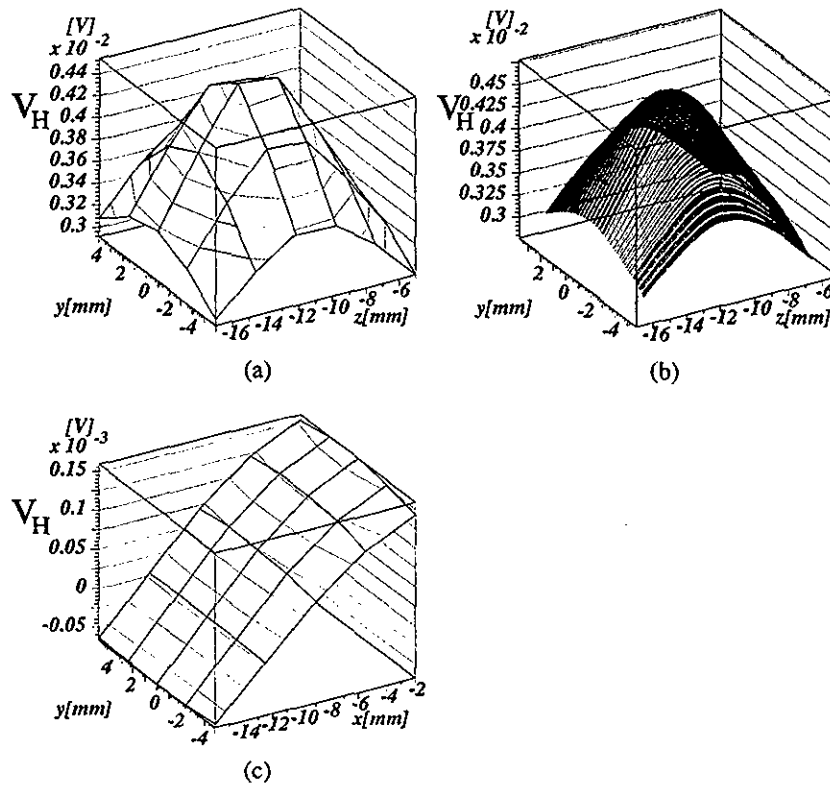 [V]
x 10 -2
0.44
0.42
0.4
0.38
0.36
0.34
0.32
0.3
VH
4
2
0
-2
-4
y[mm]
-16
-14
-12
-10
-8
-6
z[mm]
(a)
[V]
x 10 -2
0.45
0.425
0.4
0.375
0.35
0.325
0.3
VH
2
0
-2
-4
y[mm]
-16
-14
-12
-10
-8
-6
z[mm]
(b)
[V]
x 10 -3
0.15
0.1
0.05
0
-0.05
VH
4
2
0
-2
-4
y[mm]
-14
-12
-10
-8
-6
-4
-2
x[mm]
(c)